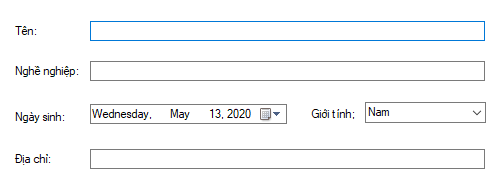 Tên:
Nghề nghiệp:
Ngày sinh: Wednesday, May 13, 2020 Giới tính; Nam
Địa chỉ: